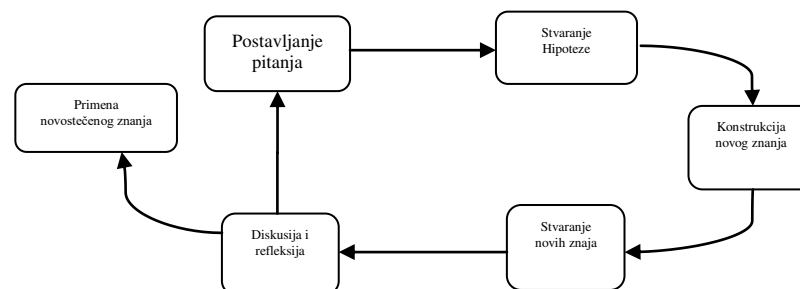 Postavljanje
pitanja
Stvaranje
Hipoteze
Primena
novostečenog znanja
Konstrukcija
novog znanja
Stvaranje
novih znaja
Diskusija i
refleksija